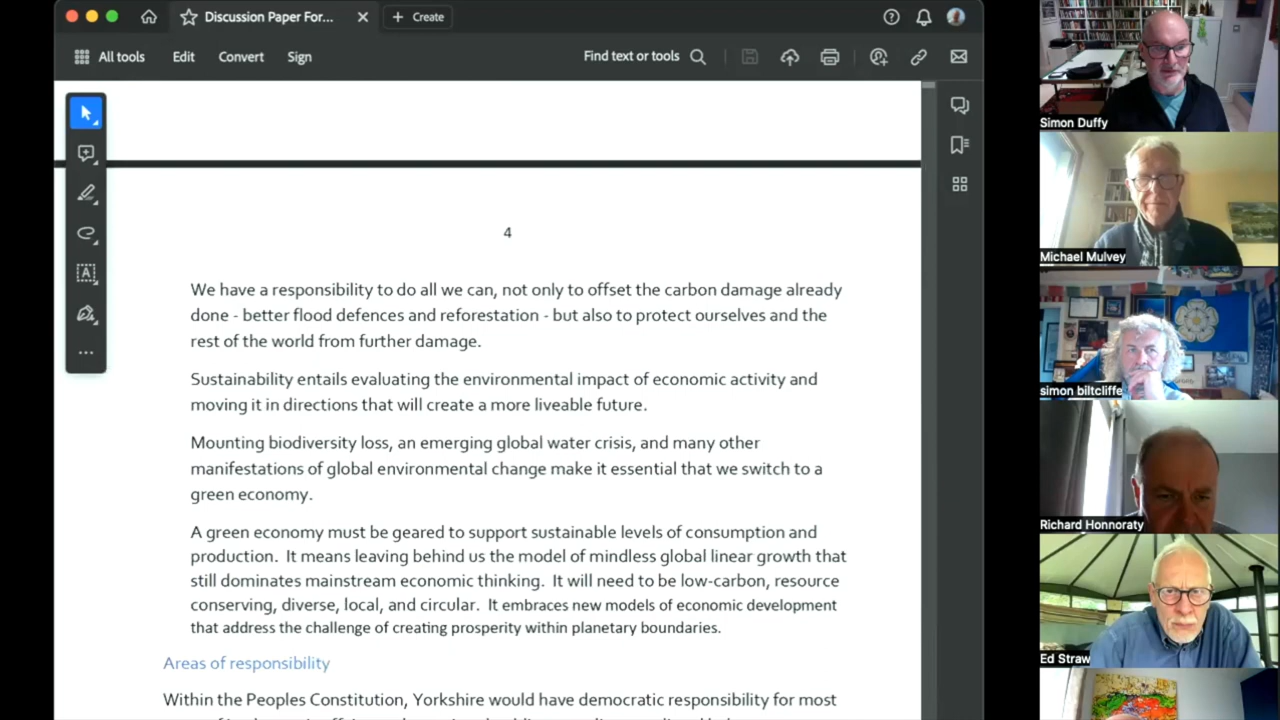 Discussion Paper For...
Create
All tools
Edit
Convert
Sign
Find text or tools
4
We have a responsibility to do all we can, not only to offset the carbon damage already
done - better flood defences and reforestation - but also to protect ourselves and the
rest of the world from further damage.
Sustainability entails evaluating the environmental impact of economic activity and
moving it in directions that will create a more liveable future.
Mounting biodiversity loss, an emerging global water crisis, and many other
manifestations of global environmental change make it essential that we switch to a
green economy.
A green economy must be geared to support sustainable levels of consumption and
production.  It means leaving behind us the model of mindless global linear growth that
still dominates mainstream economic thinking.  It will need to be low-carbon, resource
conserving, diverse, local, and circular.  It embraces new models of economic development
that address the challenge of creating prosperity within planetary boundaries.
Areas of responsibility
Within the Peoples Constitution, Yorkshire would have democratic responsibility for most
Simon Duffy
Michael Mulvey
simon biltcliffe
Richard Honnoraty
Ed Straw